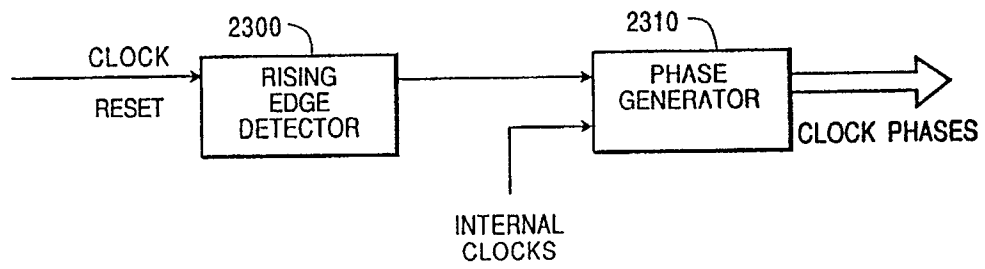 2300
2310
CLOCK
RESET
RISING
EDGE
DETECTOR
PHASE
GENERATOR
CLOCK PHASES
INTERNAL
CLOCKS